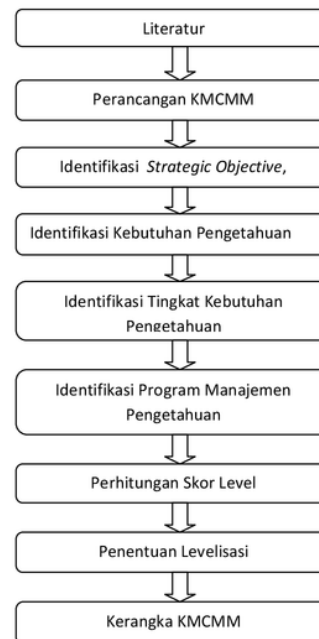 Literatur
Perancangan KMCMM
Identifikasi Strategic Objective,
Identifikasi Kebutuhan Pengetahuan
Identifikasi Tingkat Kebutuhan
Pengetahuan
Identifikasi Program Manajemen
Pengetahuan
Perhitungan Skor Level
Penentuan Levelisasi
Kerangka KMCMM